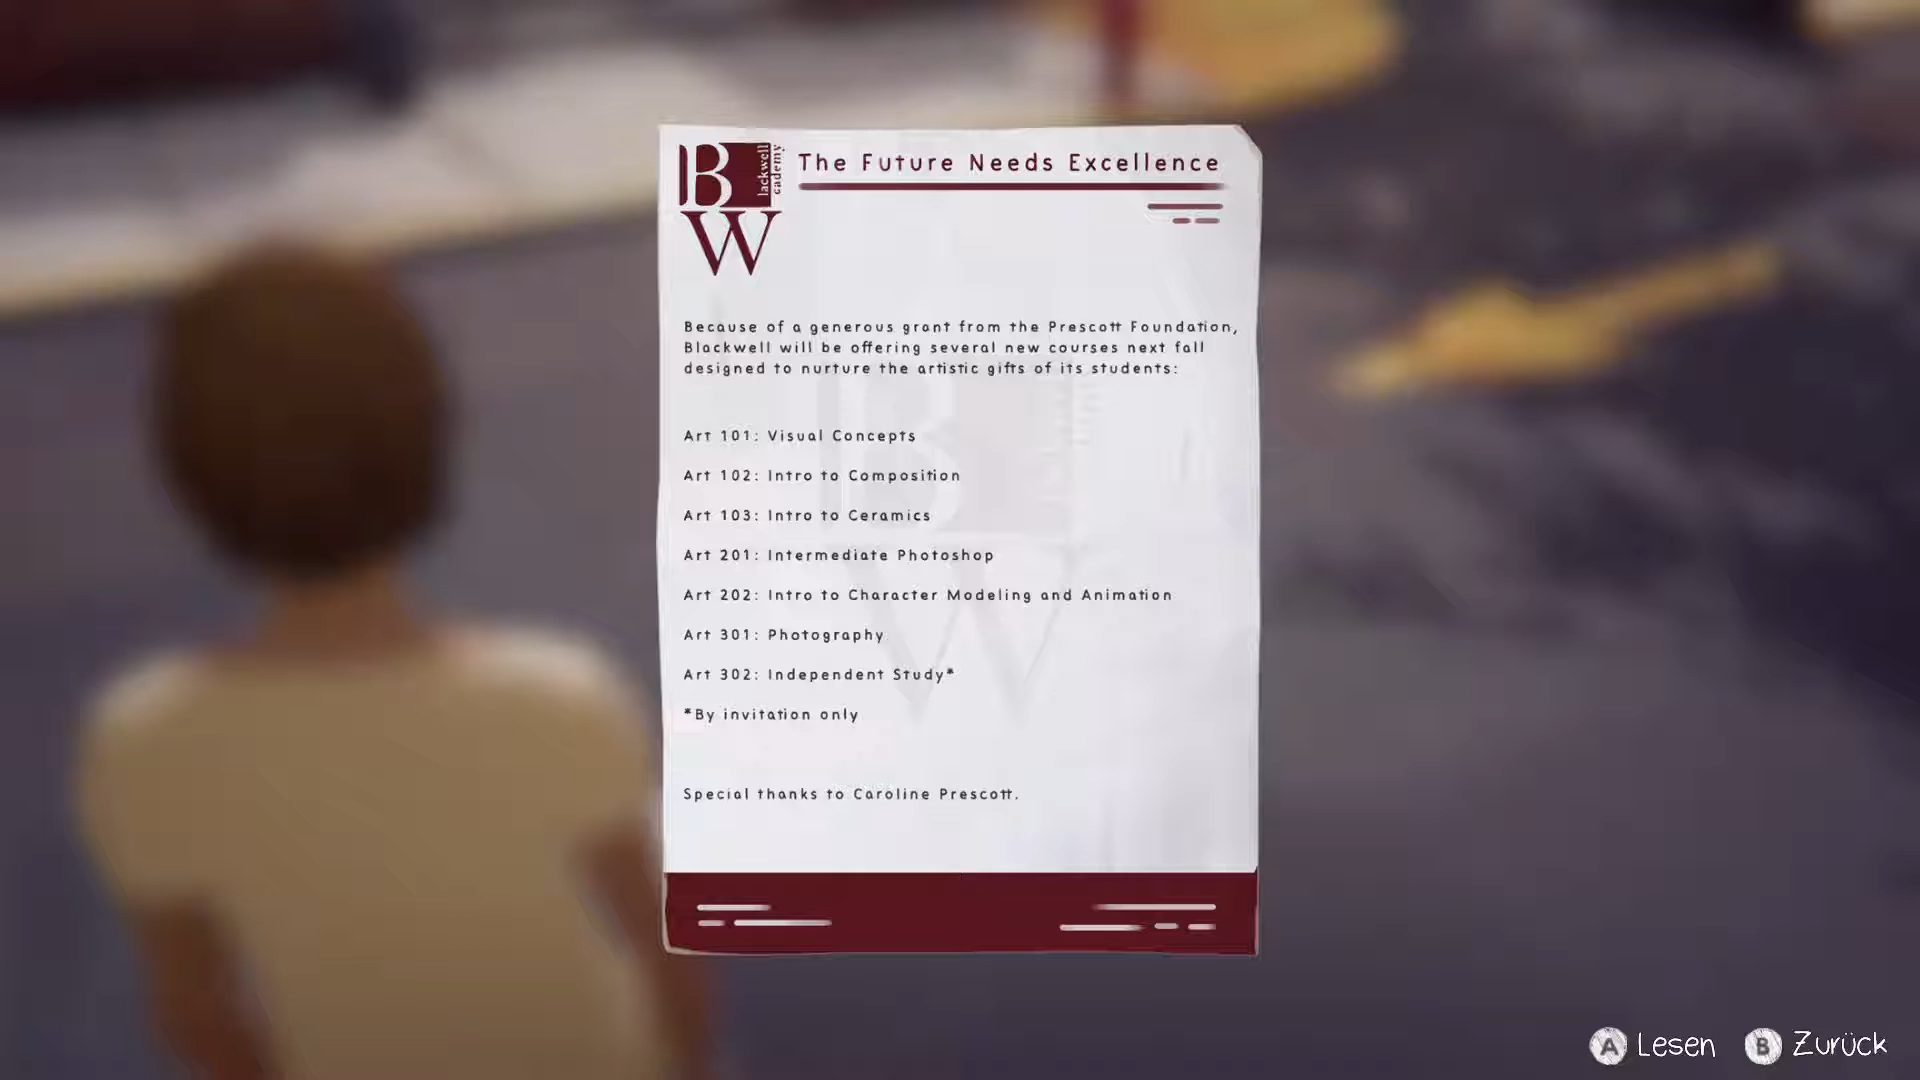 B lackwell cademy
W
The Future Needs Excellence
Because of a generous grant from the Prescott Foundation,
Blackwell will be offering several new courses next fall
designed to nurture the artistic gifts of its students:
Art 101: Visual Concepts
Art 102: Intro to Composition
Art 103: Intro to Ceramics
Art 201: Intermediate Photoshop
Art 202: Intro to Character Modeling and Animation
Art 301: Photography
Art 302: Independent Study*
*By invitation only
Special thanks to Caroline Prescott.
A Lesen B Zurück